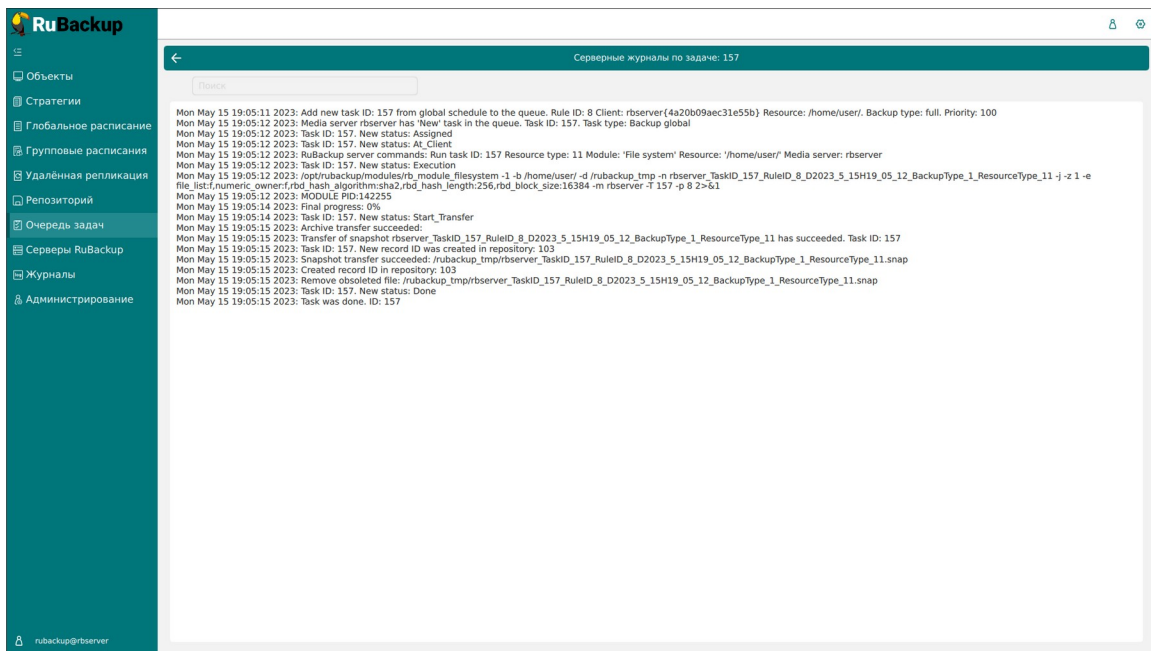 RuBackup
Серверные журналы по задаче: 157
Объекты
Стратегии
Глобальное расписание
Групповые расписания
Удалённая репликация
Репозиторий
Очередь задач
Серверы RuBackup
Журналы
Администрирование
rubackup@rbserver
Поиск
Mon May 15 19:05:11 2023: Add new task ID: 157 from global schedule to the queue. Rule ID: 8 Client: rbserver{4a20b09aec31e55b} Resource: /home/user/. Backup type: full. Priority: 100
Mon May 15 19:05:12 2023: Media server rbserver has 'New' task in the queue. Task ID: 157. Task type: Backup global
Mon May 15 19:05:12 2023: Task ID: 157. New status: Assigned
Mon May 15 19:05:12 2023: Task ID: 157. New status: At_Client
Mon May 15 19:05:12 2023: RuBackup server commands: Run task ID: 157 Resource type: 11 Module: 'File system' Resource: '/home/user/' Media server: rbserver
Mon May 15 19:05:12 2023: Task ID: 157. New status: Execution
Mon May 15 19:05:12 2023: /opt/rubackup/modules/rb_module_filesystem -1 -b /home/user/ -d /rubackup_tmp -n rbserver_TaskID_157_RuleID_8_D2023_5_15H19_05_12_BackupType_1_ResourceType_11 -j -z 1 -e
file_list:f,numeric_owner:f,rbd_hash_algorithm:sha2,rbd_hash_length:256,rbd_block_size:16384 -m rbserver -T 157 -p 8 2>&1
Mon May 15 19:05:12 2023: MODULE PID:142255
Mon May 15 19:05:14 2023: Final progress: 0%
Mon May 15 19:05:14 2023: Task ID: 157. New status: Start_Transfer
Mon May 15 19:05:15 2023: Archive transfer succeeded:
Mon May 15 19:05:15 2023: Transfer of snapshot rbserver_TaskID_157_RuleID_8_D2023_5_15H19_05_12_BackupType_1_ResourceType_11 has succeeded. Task ID: 157
Mon May 15 19:05:15 2023: Task ID: 157. New record ID was created in repository: 103
Mon May 15 19:05:15 2023: Snapshot transfer succeeded: /rubackup_tmp/rbserver_TaskID_157_RuleID_8_D2023_5_15H19_05_12_BackupType_1_ResourceType_11.snap
Mon May 15 19:05:15 2023: Created record ID in repository: 103
Mon May 15 19:05:15 2023: Remove obsoleted file: /rubackup_tmp/rbserver_TaskID_157_RuleID_8_D2023_5_15H19_05_12_BackupType_1_ResourceType_11.snap
Mon May 15 19:05:15 2023: Task ID: 157. New status: Done
Mon May 15 19:05:15 2023: Task was done. ID: 157